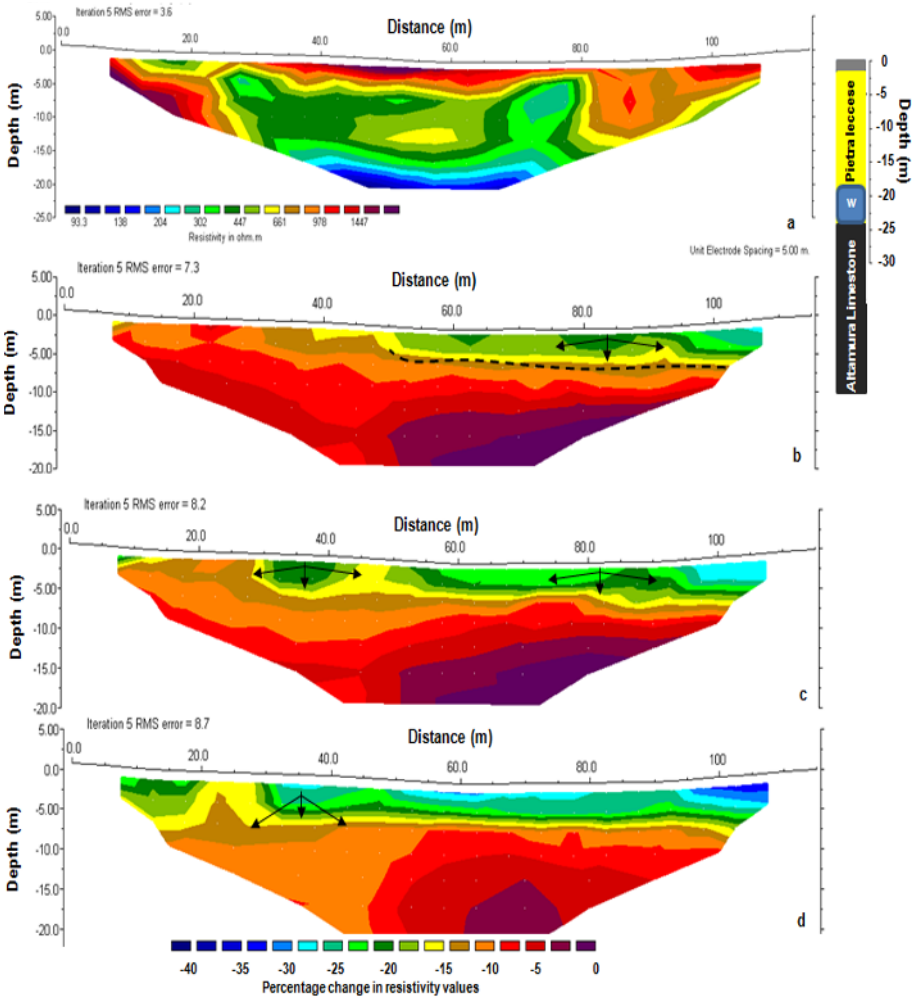 Iteration 5 RMS error = 3.6
Distance (m)
0.0 20.0 40.0 60.0 80.0 100
5.00
0.0
-5.00
-10.0
-15.0
-20.0
-25.0
Depth (m)
93.3 138 204 302 447 661 978 1447
Resistivity in ohm.m
a
0
-5
-10
-15
-20
-25
-30
Depth (m)
Pietra leccese
W
Altamura Limestone
Unit Electrode Spacing = 5.00 m.
Iteration 5 RMS error = 7.3
Distance (m)
0.0 20.0 40.0 60.0 80.0 100
5.00
0.0
-5.00
-10.0
-15.0
-20.0
Depth (m)
b
Iteration 5 RMS error = 8.2
Distance (m)
0.0 20.0 40.0 60.0 80.0 100
5.00
0.0
-5.00
-10.0
-15.0
-20.0
Depth (m)
c
Iteration 5 RMS error = 8.7
Distance (m)
0.0 20.0 40.0 60.0 80.0 100
5.00
0.0
-5.00
-10.0
-15.0
-20.0
Depth (m)
d
-40 -35 -30 -25 -20 -15 -10 -5 0
Percentage change in resistivity values